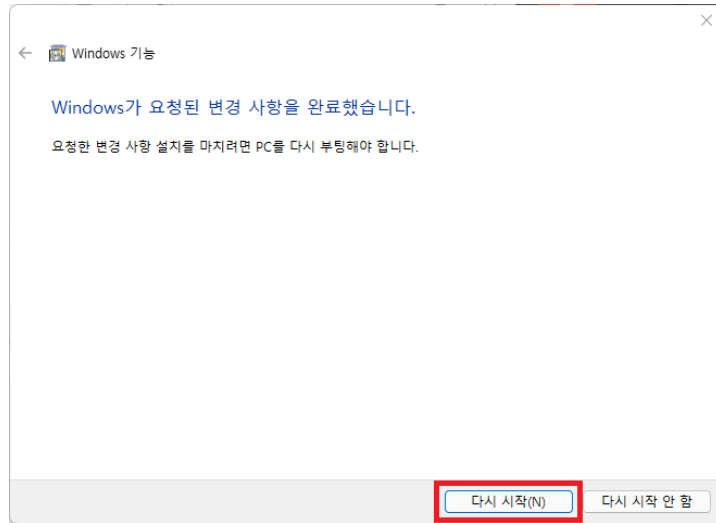 Windows 기능
Windows가 요청된 변경 사항을 완료했습니다.
요청한 변경 사항 설치를 마치려면 PC를 다시 부팅해야 합니다.
다시 시작(N)
다시 시작 안 함